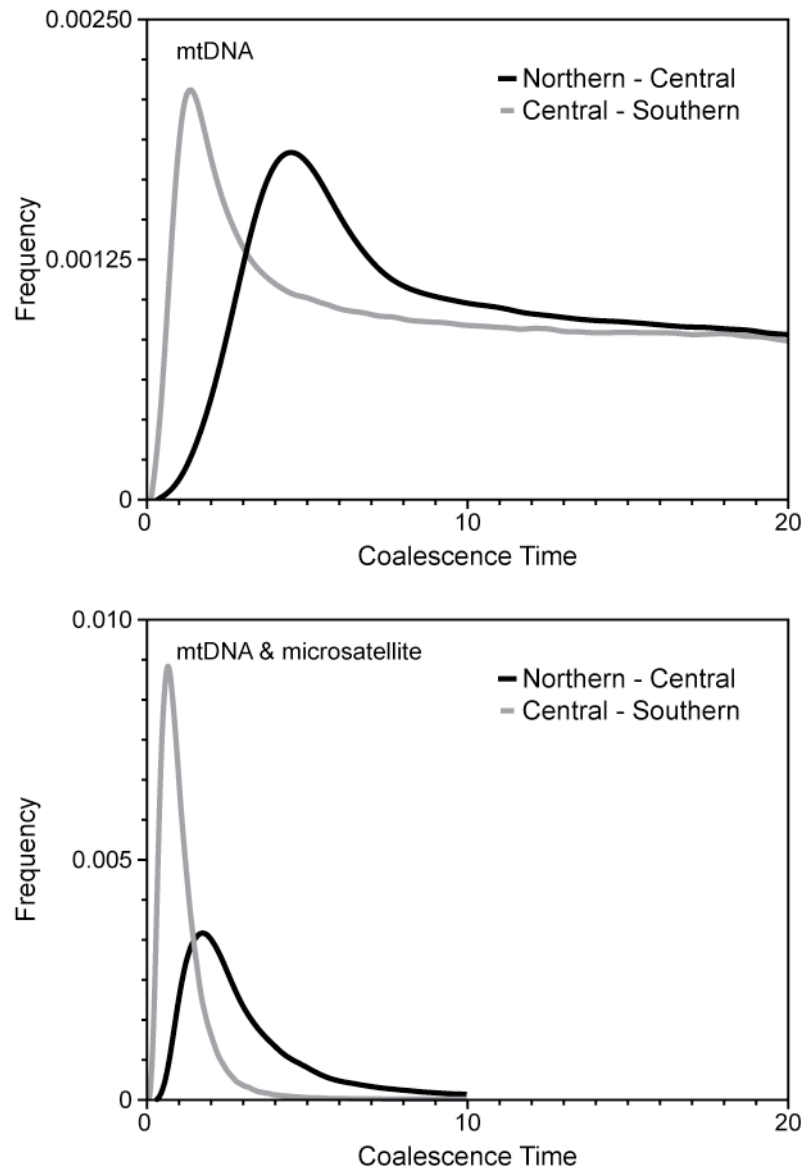 0.00250
mtDNA
Northern - Central
Central - Southern
Frequency
0.00125
0
0 10 20
Coalescence Time
0.010
mtDNA & microsatellite
Northern - Central
Central - Southern
Frequency
0.005
0
0 10 20
Coalescence Time